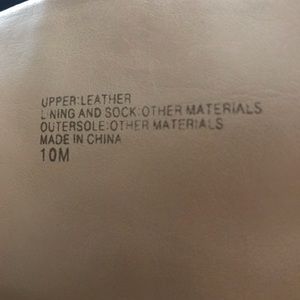 UPPER:LEATHER
LINING AND SOCK:OTHER MATERIALS
OUTERSOLE:OTHER MATERIALS
MADE IN CHINA
10M